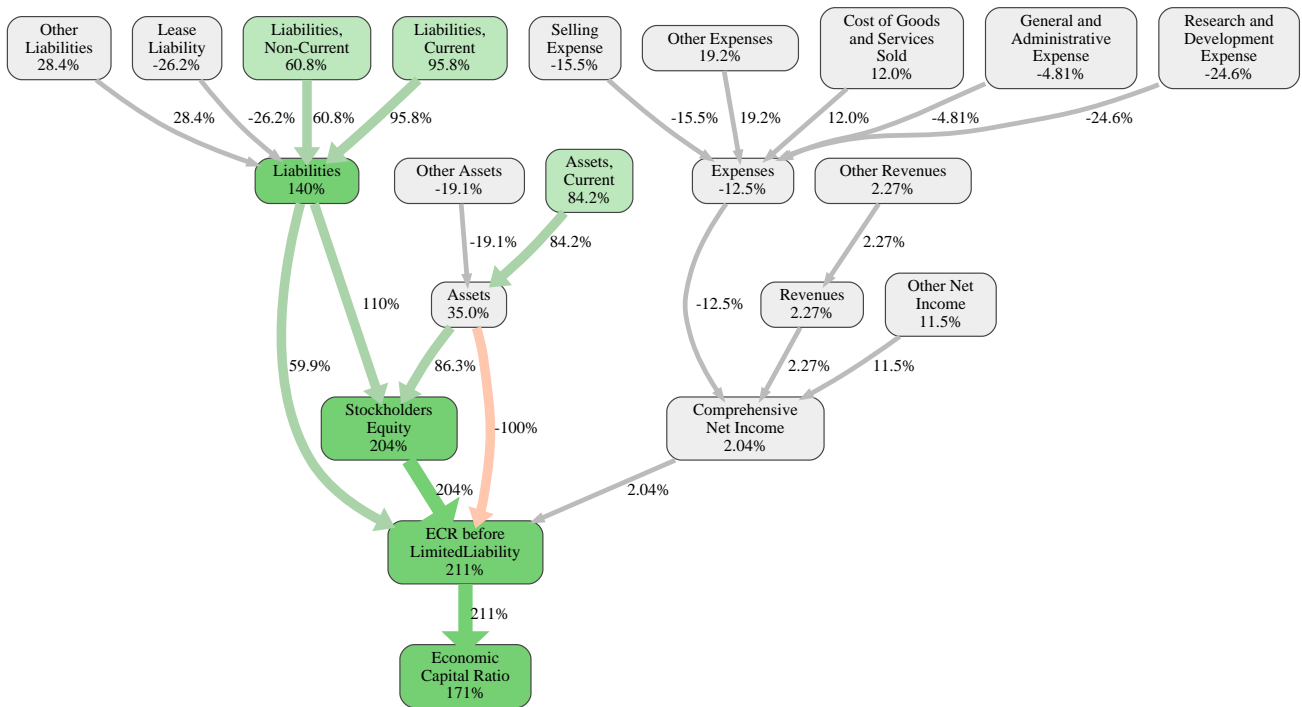 Other
Liabilities
28.4%
Lease
Liability
-26.2%
Liabilities,
Non-Current
60.8%
Liabilities,
Current
95.8%
Selling
Expense
-15.5%
Other Expenses
19.2%
Cost of Goods
and Services
Sold
12.0%
General and
Administrative
Expense
-4.81%
Research and
Development
Expense
-24.6%
28.4%
-26.2%
60.8%
95.8%
-15.5%
19.2%
12.0%
-4.81%
-24.6%
Liabilities
140%
Other Assets
-19.1%
Assets,
Current
84.2%
Expenses
-12.5%
Other Revenues
2.27%
-19.1%
84.2%
2.27%
110%
Assets
35.0%
-12.5%
Revenues
2.27%
Other Net
Income
11.5%
59.9%
86.3%
2.27%
11.5%
Stockholders
Equity
204%
-100%
Comprehensive
Net Income
2.04%
204%
2.04%
ECR before
LimitedLiability
211%
211%
Economic
Capital Ratio
171%